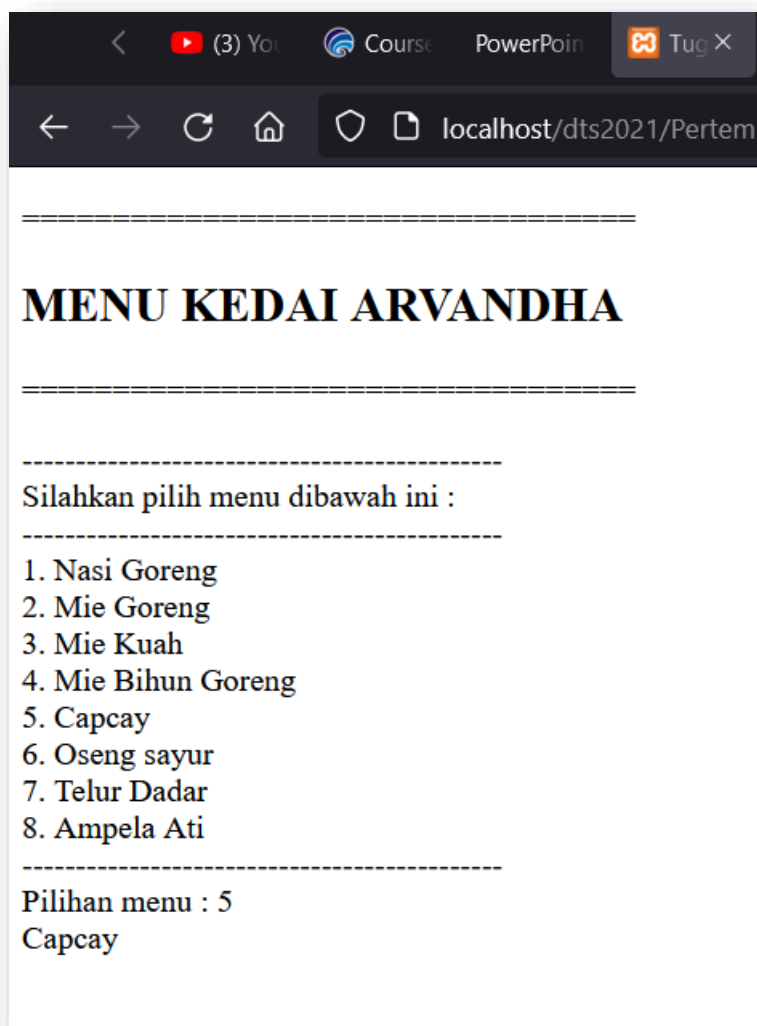 (3) You
Course
PowerPoin
Tug
localhost/dts2021/Pertem
==================================
MENU KEDAI ARVANDHA
==================================
---------------------------------------------
Silahkan pilih menu dibawah ini :
---------------------------------------------
1. Nasi Goreng
2. Mie Goreng
3. Mie Kuah
4. Mie Bihun Goreng
5. Capcay
6. Oseng sayur
7. Telur Dadar
8. Ampela Ati
---------------------------------------------
Pilihan menu : 5
Capcay